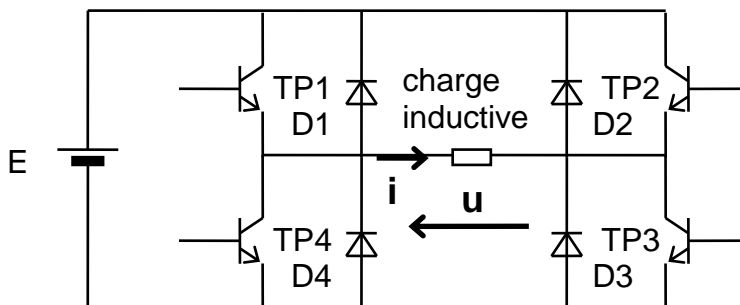 TP1
D1
charge
inductive
TP2
D2
E
i
u
TP4
D4
TP3
D3